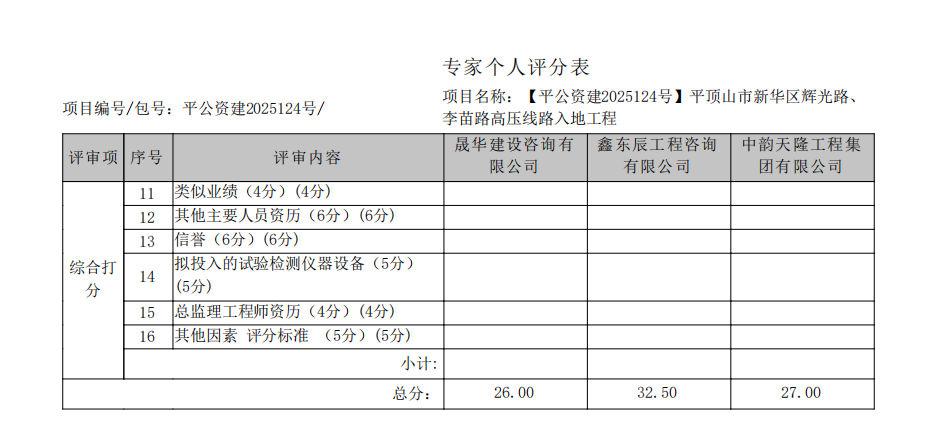 专家个人评分表
项目编号/包号：平公资建2025124号/
项目名称：【平公资建2025124号】平顶山市新华区辉光路、
李苗路高压线路入地工程
评审项 序号 评审内容 晟华建设咨询有限公司 鑫东辰工程咨询有限公司 中韵天隆工程集团有限公司
综合打分
11 类似业绩（4分）(4分)
12 其他主要人员资历（6分）(6分)
13 信誉（6分）(6分)
14 拟投入的试验检测仪器设备（5分）
(5分)
15 总监理工程师资历（4分）(4分)
16 其他因素 评分标准 （5分）(5分)
小计:
总分： 26.00 32.50 27.00